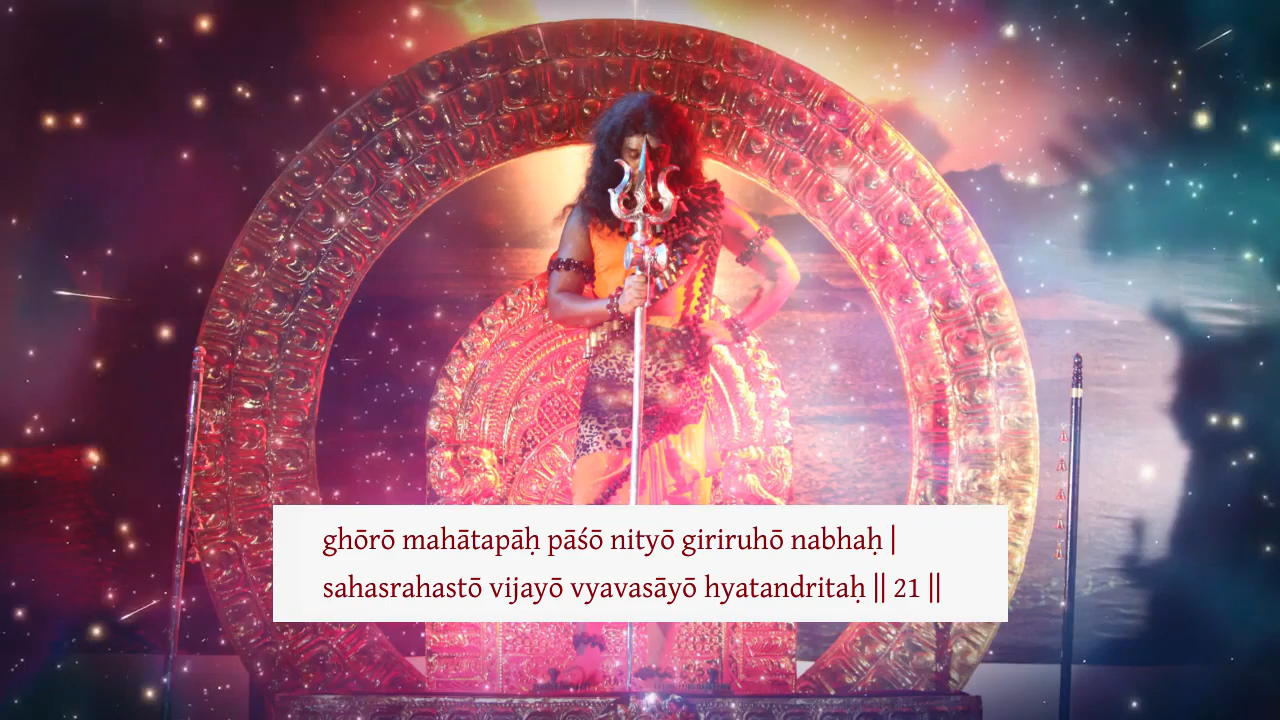 ghōrō mahātapāḥ pāśō nityō giriruhō nabhaḥ |
sahasrahastō vijayō vyavasāyō hyatandritaḥ || 21 ||